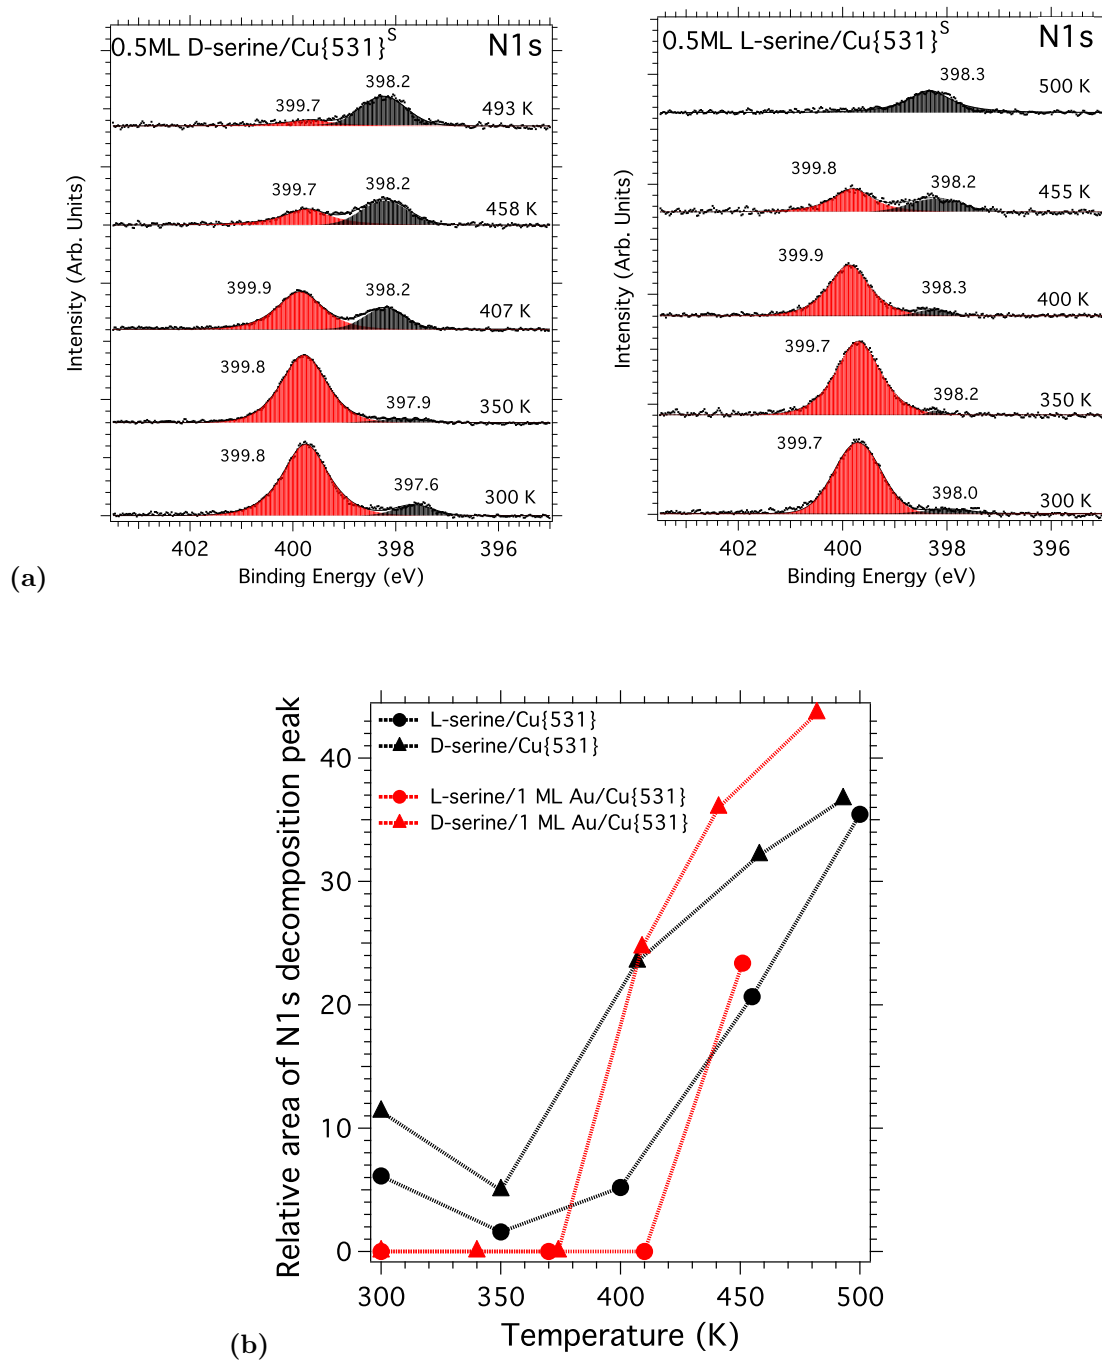 0.5ML D-serine/Cu{531}S N1s
398.2
399.7
493 K
399.7
398.2
458 K
399.9
398.2
407 K
399.8
397.9
350 K
399.8
397.6
300 K
Intensity (Arb. Units)
402 400 398 396
Binding Energy (eV)
0.5ML L-serine/Cu{531}S N1s
398.3
500 K
399.8
398.2
455 K
399.9
398.3
400 K
399.7
398.2
350 K
399.7
398.0
300 K
Intensity (Arb. Units)
402 400 398 396
Binding Energy (eV)
(a)
L-serine/Cu{531}
D-serine/Cu{531}
L-serine/1 ML Au/Cu{531}
D-serine/1 ML Au/Cu{531}
Relative area of N1s decomposition peak
40
30
20
10
0
300 350 400 450 500
Temperature (K)
(b)